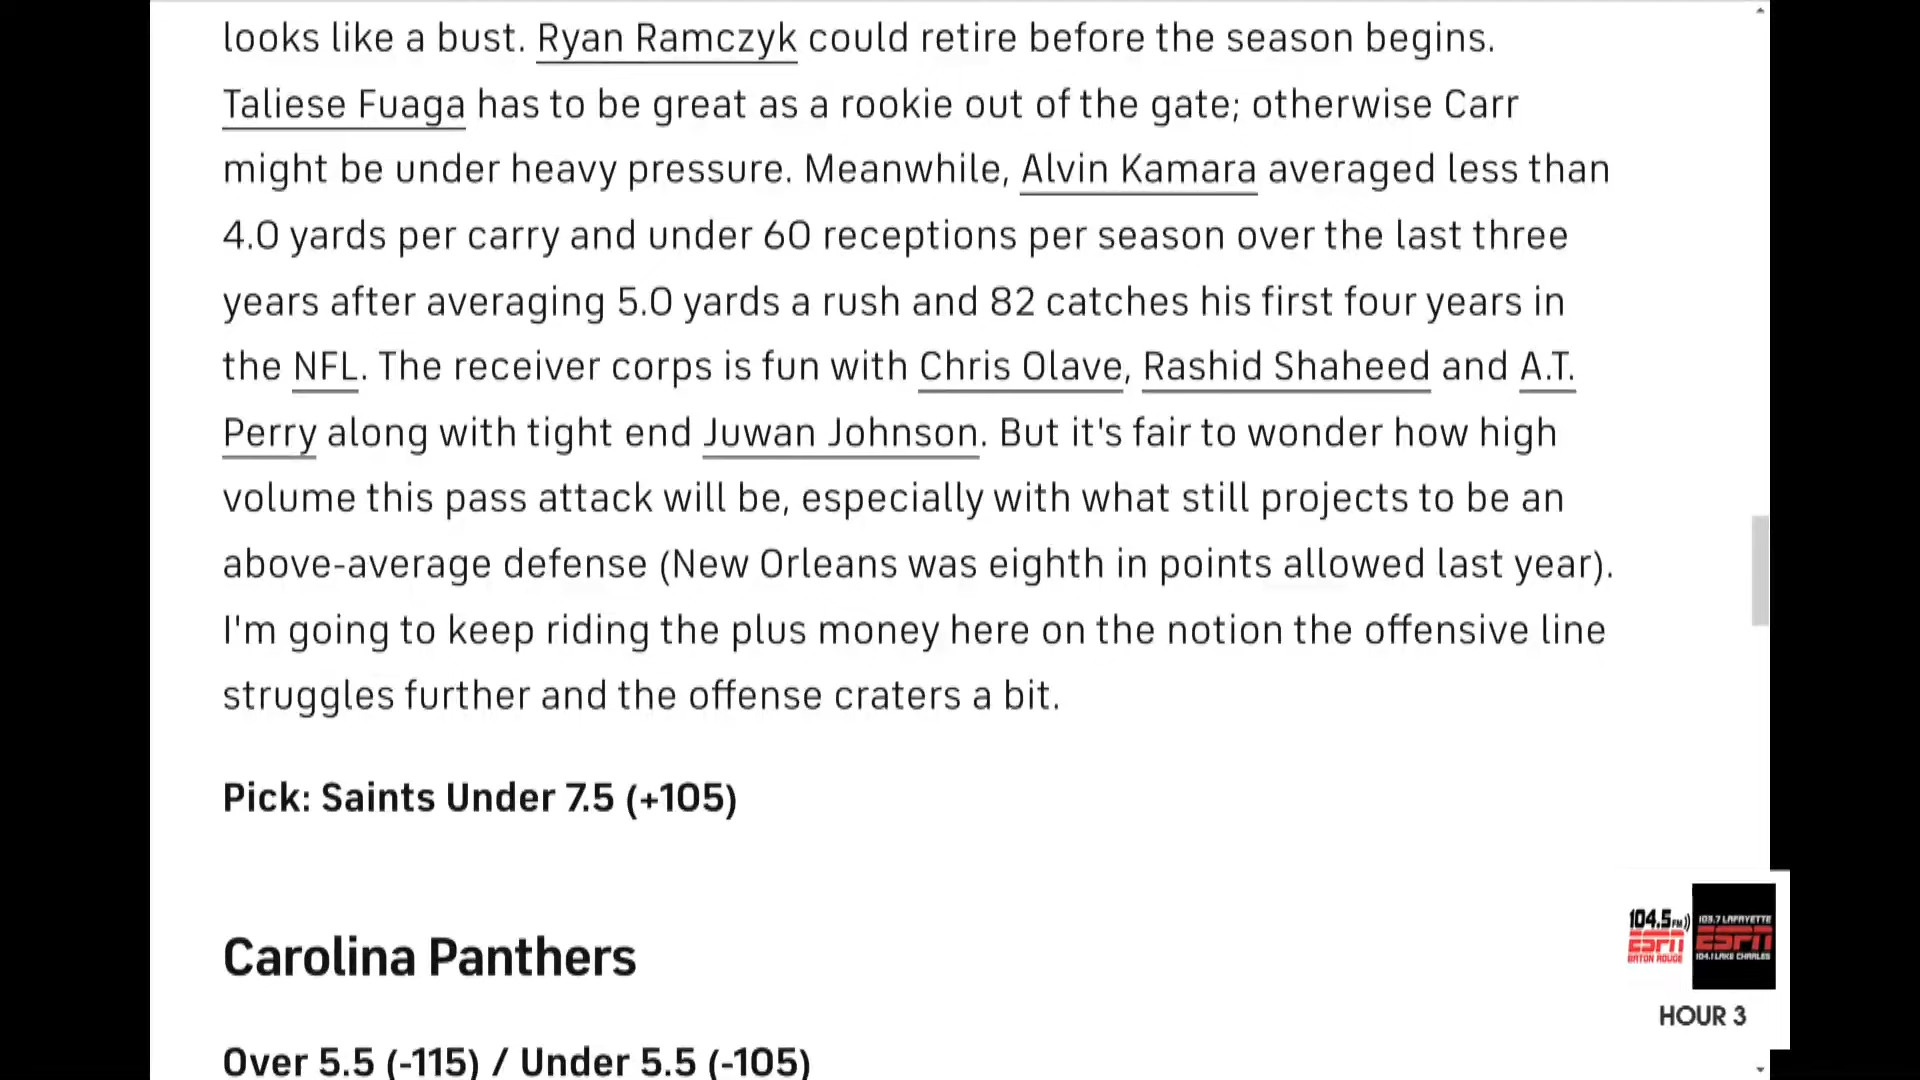 looks like a bust. Ryan Ramczyk could retire before the season begins.
Taliese Fuaga has to be great as a rookie out of the gate; otherwise Carr
might be under heavy pressure. Meanwhile, Alvin Kamara averaged less than
4.0 yards per carry and under 60 receptions per season over the last three
years after averaging 5.0 yards a rush and 82 catches his first four years in
the NFL. The receiver corps is fun with Chris Olave, Rashid Shaheed and A.T.
Perry along with tight end Juwan Johnson. But it's fair to wonder how high
volume this pass attack will be, especially with what still projects to be an
above-average defense (New Orleans was eighth in points allowed last year).
I'm going to keep riding the plus money here on the notion the offensive line
struggles further and the offense craters a bit.
Pick: Saints Under 7.5 (+105)
Carolina Panthers
Over 5.5 (-115) / Under 5.5 (-105)
104.5 FM
ESPN
BATON ROUGE
103.7 LAFAYETTE
ESPN
104.1 LAKE CHARLES
HOUR 3